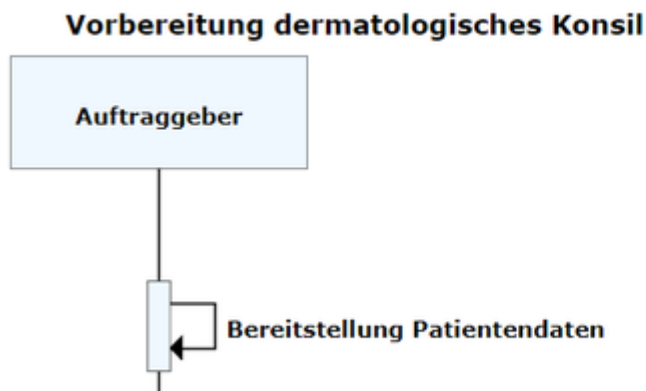 Vorbereitung dermatologisches Konsil
Auftraggeber
Bereitstellung Patientendaten